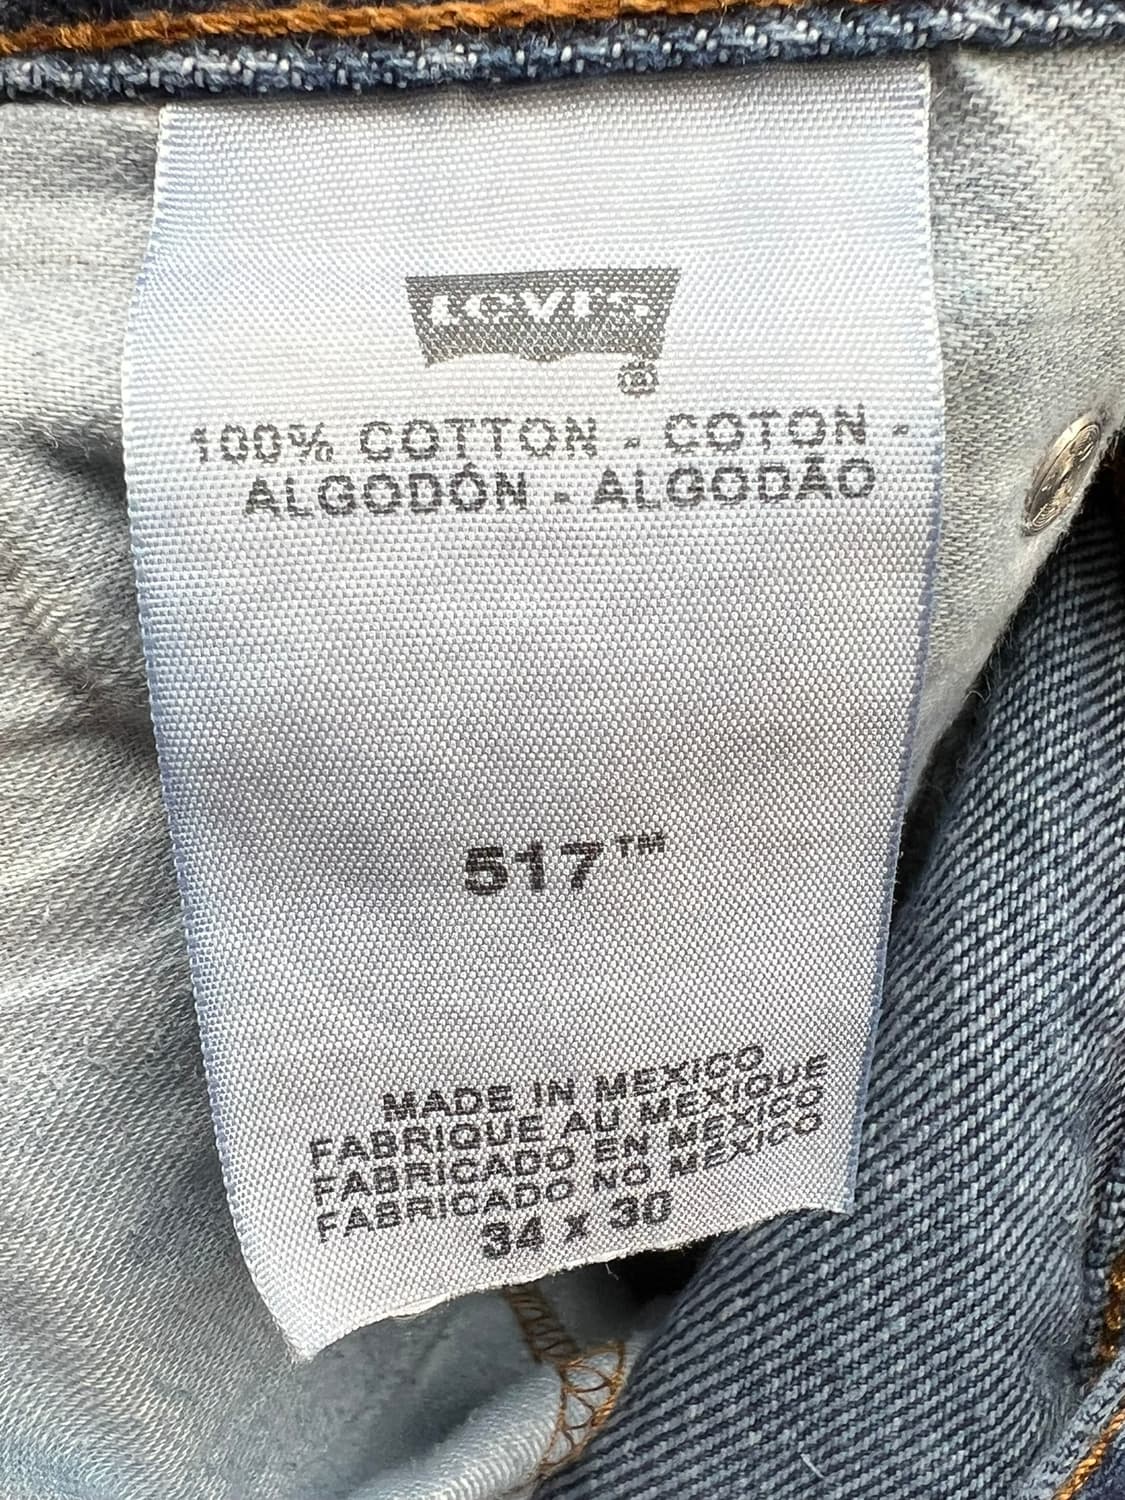 Levi's
®
100% COTTON - COTON -
ALGODÓN - ALGODÃO
517™
MADE IN MEXICO
FABRIQUE AU MEXIQUE
FABRICADO EN MEXICO
FABRICADO NO MEXICO
34 x 30